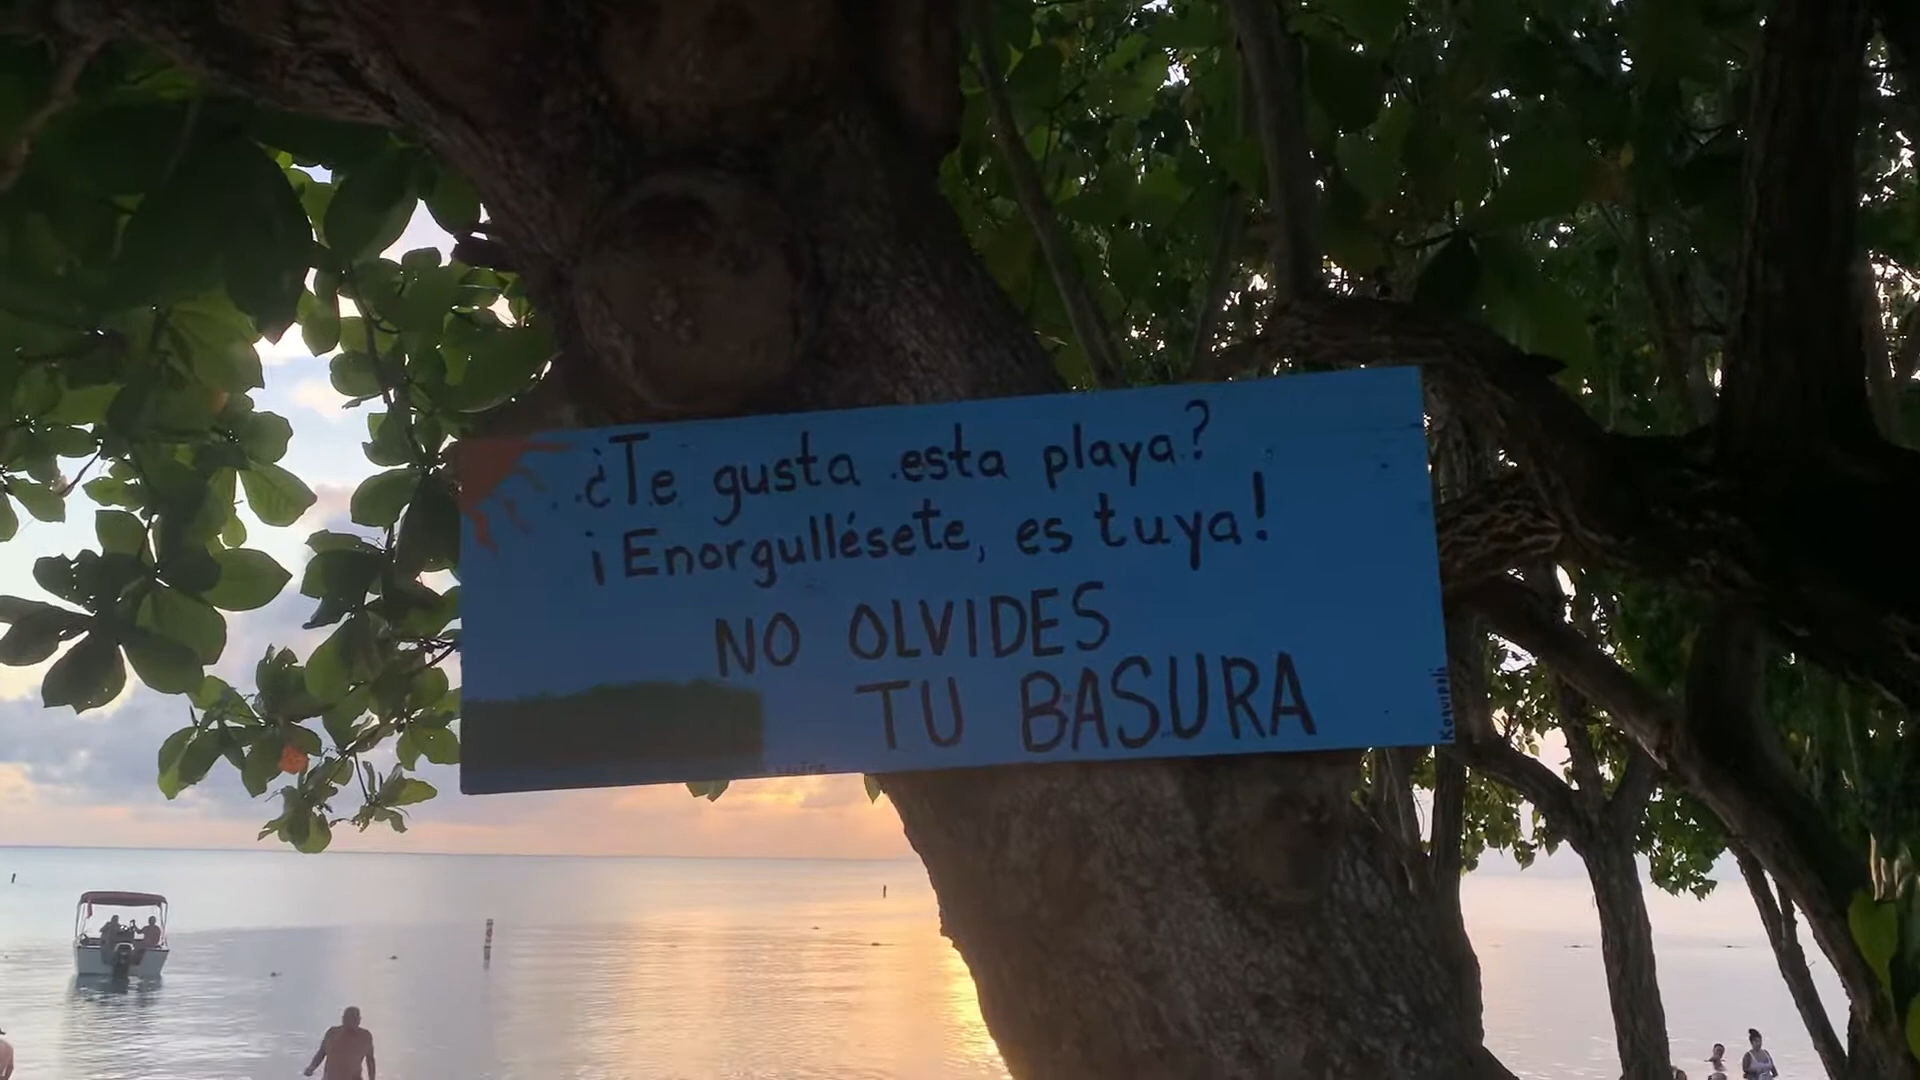 ¿Te gusta esta playa?
¡Enorgullésete, es tuya!
NO OLVIDES
TU BASURA